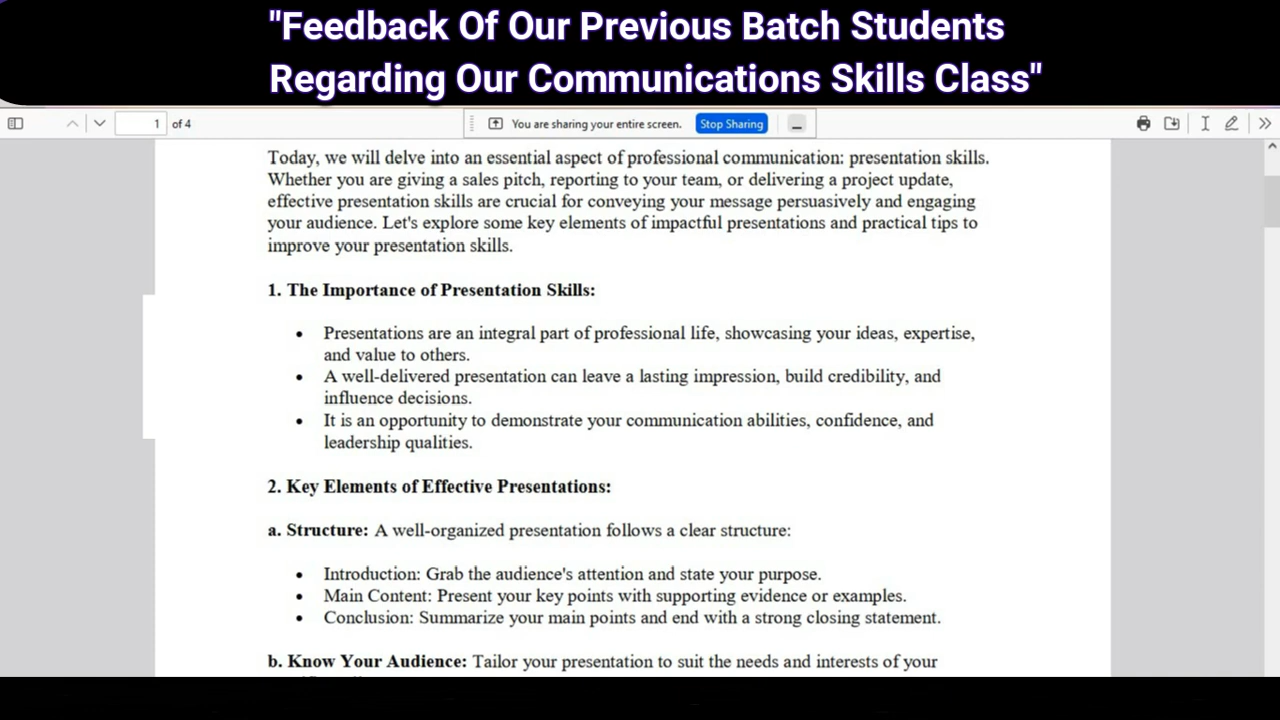 "Feedback Of Our Previous Batch Students
Regarding Our Communications Skills Class"
1 of 4
You are sharing your entire screen. Stop Sharing
Today, we will delve into an essential aspect of professional communication: presentation skills.
Whether you are giving a sales pitch, reporting to your team, or delivering a project update,
effective presentation skills are crucial for conveying your message persuasively and engaging
your audience. Let's explore some key elements of impactful presentations and practical tips to
improve your presentation skills.
1. The Importance of Presentation Skills:
• Presentations are an integral part of professional life, showcasing your ideas, expertise,
and value to others.
• A well-delivered presentation can leave a lasting impression, build credibility, and
influence decisions.
• It is an opportunity to demonstrate your communication abilities, confidence, and
leadership qualities.
2. Key Elements of Effective Presentations:
a. Structure: A well-organized presentation follows a clear structure:
• Introduction: Grab the audience's attention and state your purpose.
• Main Content: Present your key points with supporting evidence or examples.
• Conclusion: Summarize your main points and end with a strong closing statement.
b. Know Your Audience: Tailor your presentation to suit the needs and interests of your